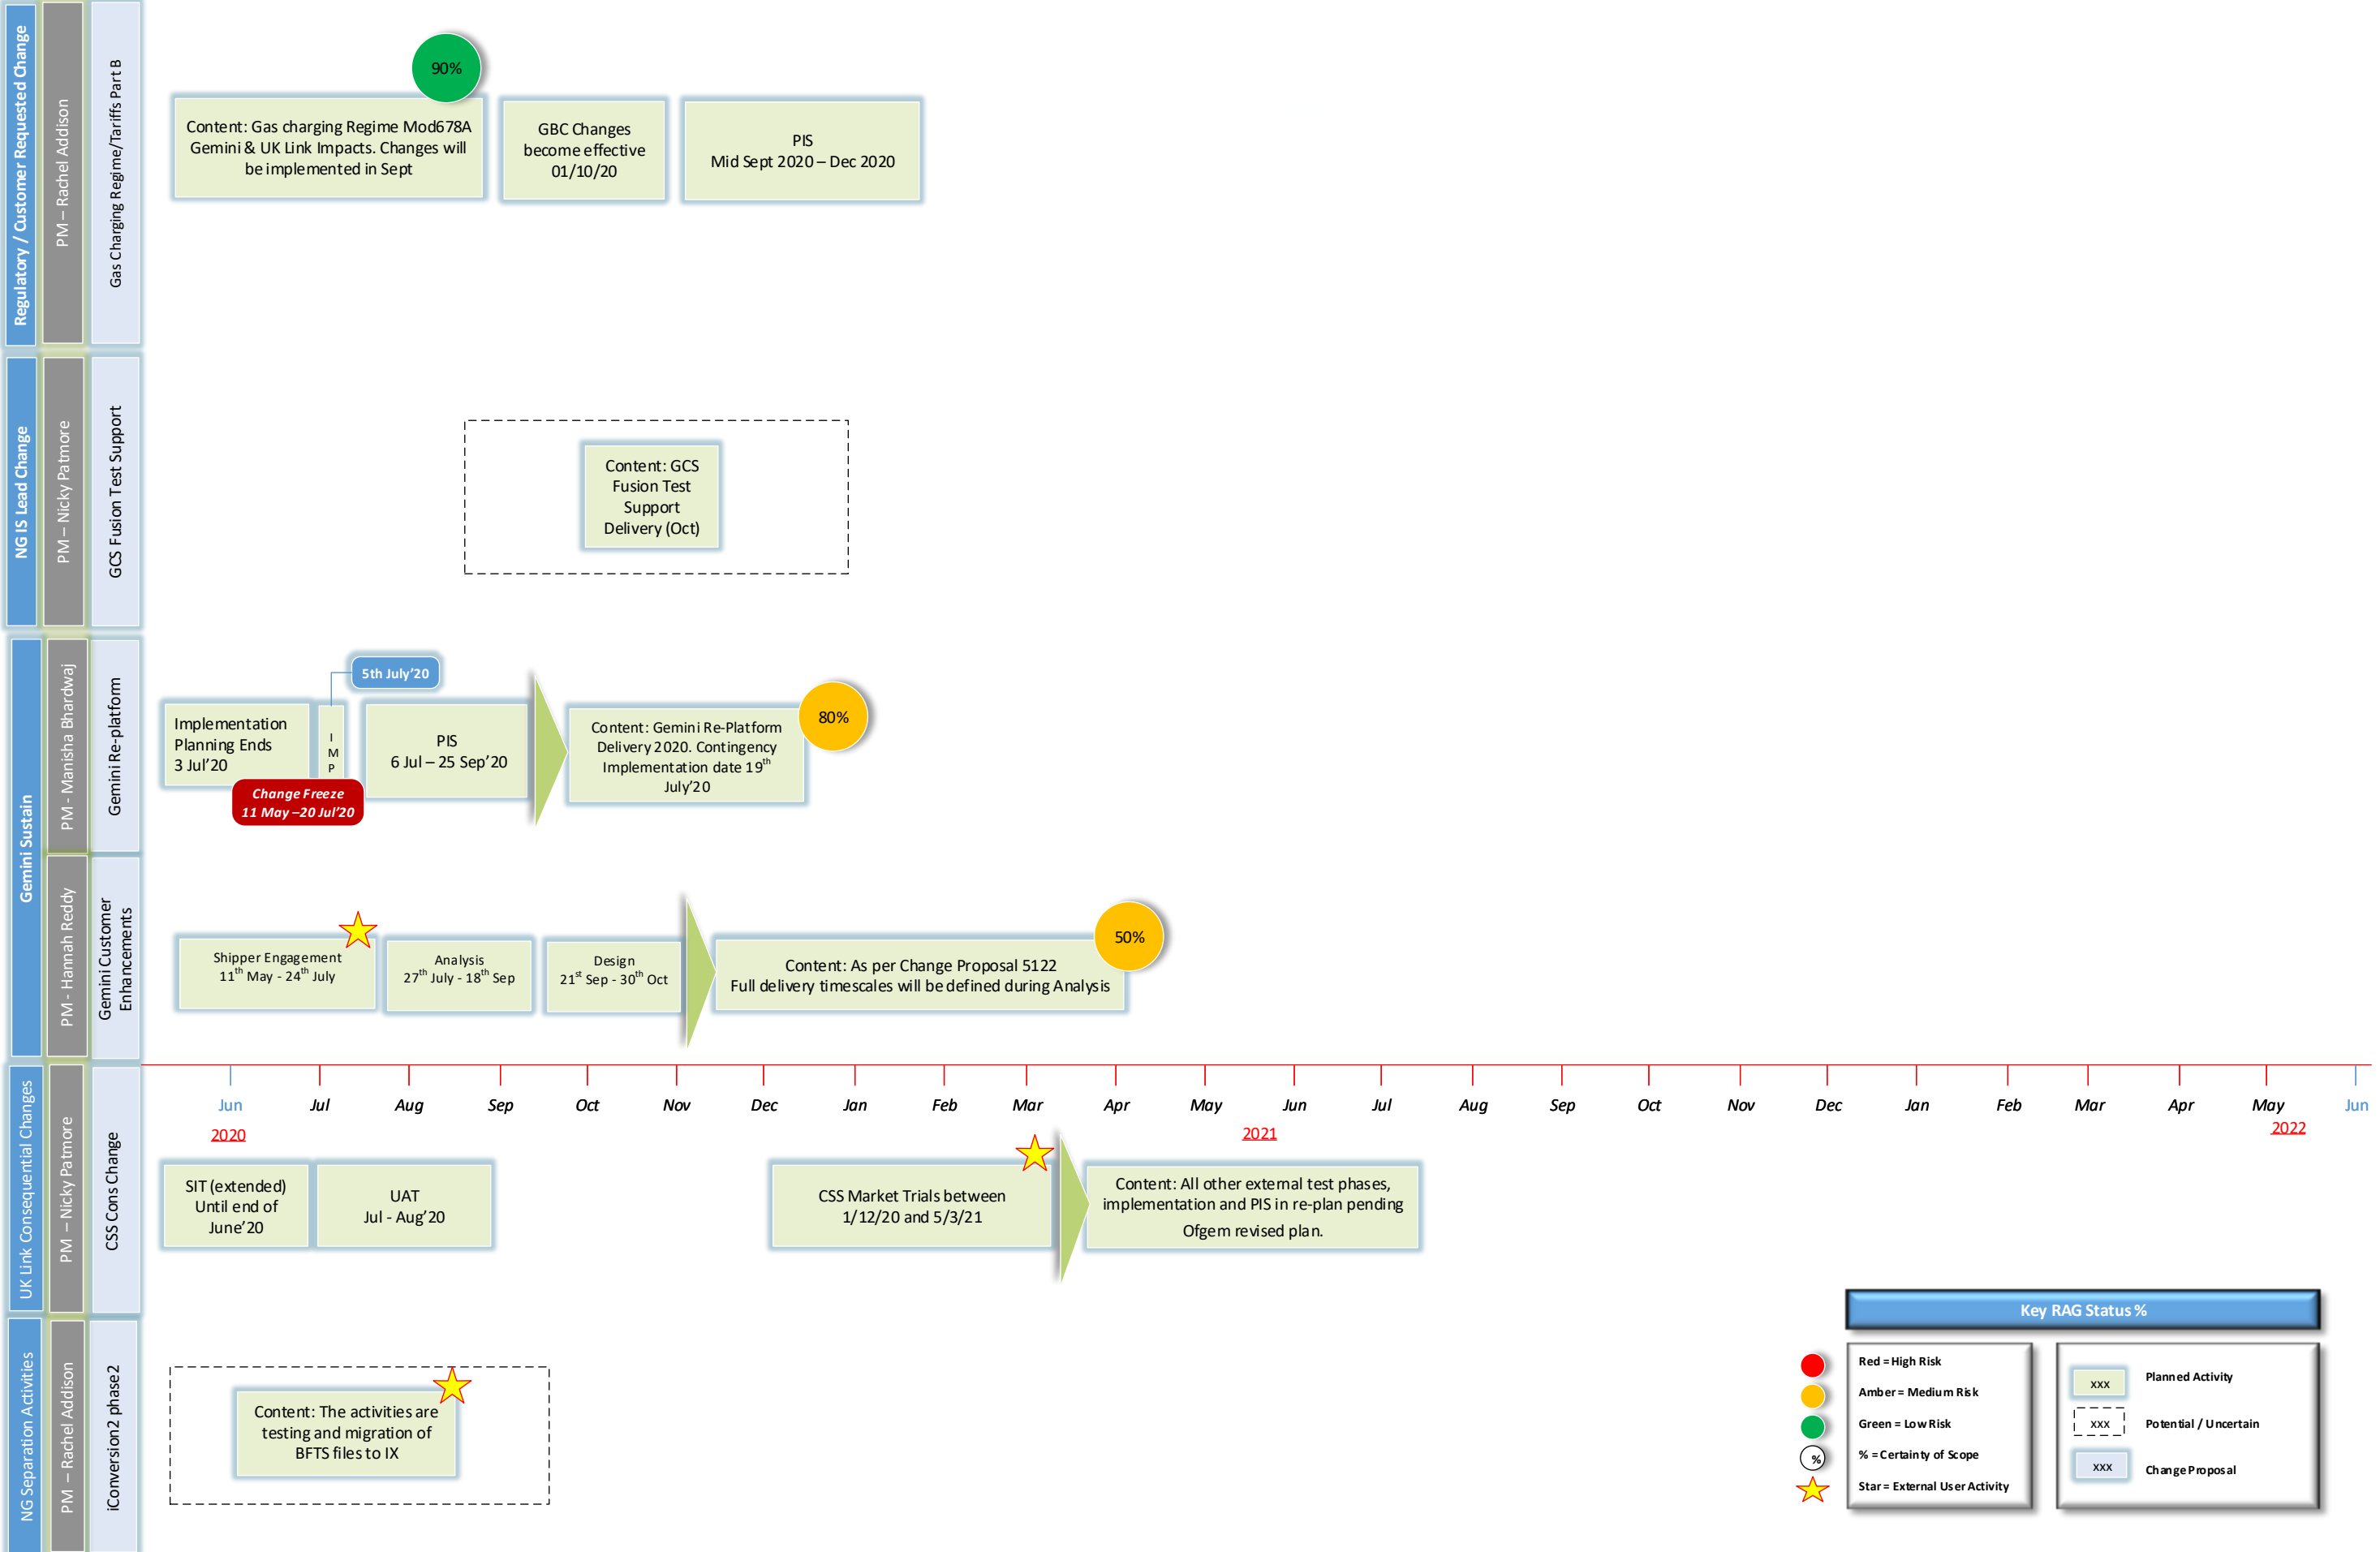 Regulatory / Customer Requested Change
PM – Rachel Addison
Gas Charging Regime/Tariffs Part B
90%
Content: Gas charging Regime Mod678A
Gemini & UK Link Impacts. Changes will
be implemented in Sept
GBC Changes
become effective
01/10/20
PIS
Mid Sept 2020 – Dec 2020
NG IS Lead Change
PM – Nicky Patmore
GCS Fusion Test Support
Content: GCS
Fusion Test
Support
Delivery (Oct)
Gemini Sustain
PM - Manisha Bhardwaj
Gemini Re-platform
5th July'20
Implementation
Planning Ends
3 Jul'20
I
M
P
Change Freeze
11 May –20 Jul'20
PIS
6 Jul – 25 Sep'20
Content: Gemini Re-Platform
Delivery 2020. Contingency
Implementation date 19th
July'20
80%
PM - Hannah Reddy
Gemini Customer
Enhancements
Shipper Engagement
11th May - 24th July
Analysis
27th July - 18th Sep
Design
21st Sep - 30th Oct
Content: As per Change Proposal 5122
Full delivery timescales will be defined during Analysis
50%
Jun Jul Aug Sep Oct Nov Dec Jan Feb Mar Apr May Jun Jul Aug Sep Oct Nov Dec Jan Feb Mar Apr May Jun
2020 2021 2022
UK Link Consequential Changes
PM – Nicky Patmore
CSS Cons Change
SIT (extended)
Until end of
June'20
UAT
Jul - Aug'20
CSS Market Trials between
1/12/20 and 5/3/21
Content: All other external test phases,
implementation and PIS in re-plan pending
Ofgem revised plan.
NG Separation Activities
PM – Rachel Addison
iConversion2 phase2
Content: The activities are
testing and migration of
BFTS files to IX
Key RAG Status %
Red = High Risk
Amber = Medium Risk
Green = Low Risk
%
% = Certainty of Scope
Star = External User Activity
xxx
Planned Activity
xxx
Potential / Uncertain
xxx
Change Proposal